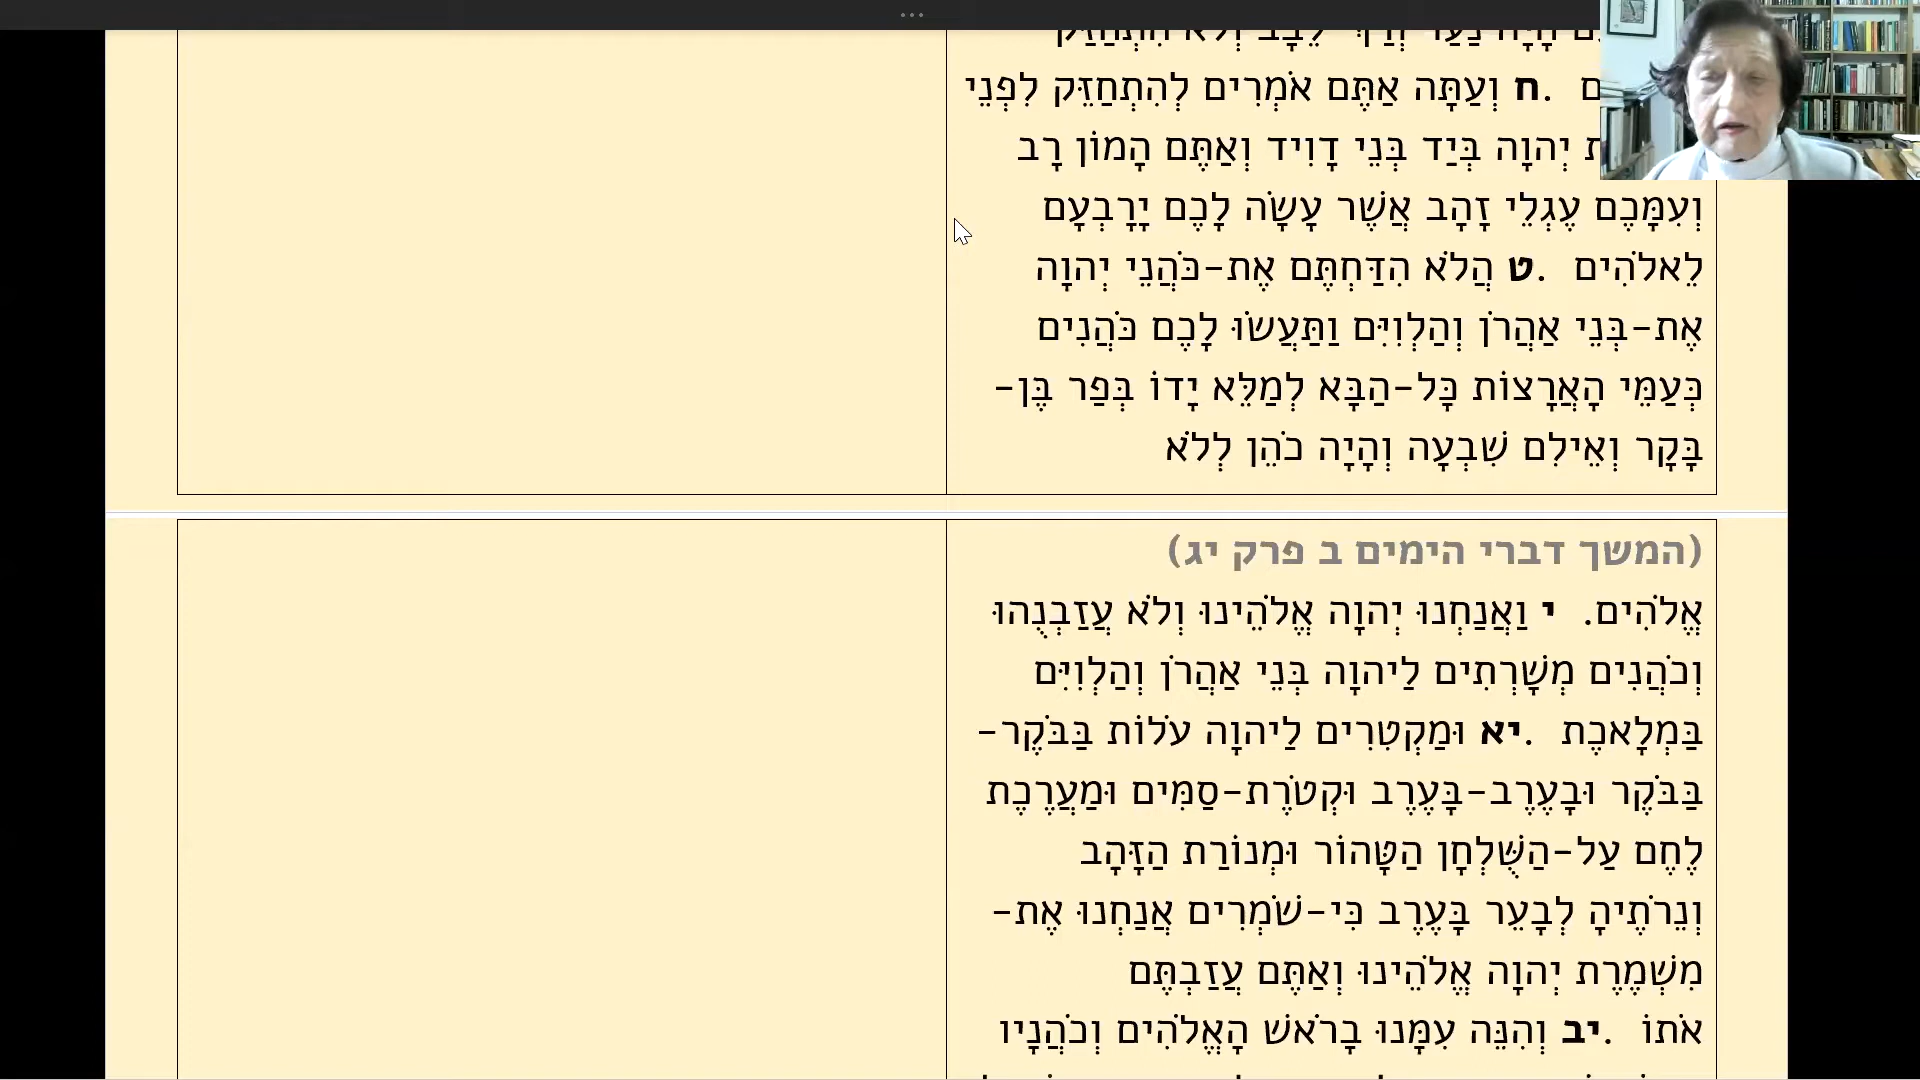 הָיָה נַעַר וְרַךְ לֵבָב וְלֹא הִתְחַזַּק
ח. וְעַתָּה אַתֶּם אֹמְרִים לְהִתְחַזֵּק לִפְנֵי
יְהוָה בְּיַד בְּנֵי דָוִיד וְאַתֶּם הָמוֹן רָב
וְעִמָּכֶם עֶגְלֵי זָהָב אֲשֶׁר עָשָׂה לָכֶם יָרָבְעָם
לֵאלֹהִים .ט הֲלֹא הִדַּחְתֶּם אֶת-כֹּהֲנֵי יְהוָה
אֶת-בְּנֵי אַהֲרֹן וְהַלְוִיִּם וַתַּעֲשׂוּ לָכֶם כֹּהֲנִים
כְּעַמֵּי הָאֲרָצוֹת כָּל-הַבָּא לְמַלֵּא יָדוֹ בְּפַר בֶּן-
בָּקָר וְאֵילִם שִׁבְעָה וְהָיָה כֹהֵן לְלֹא
(המשך דברי הימים ב פרק יג)
אֱלֹהִים. י וַאֲנַחְנוּ יְהוָה אֱלֹהֵינוּ וְלֹא עֲזַבְנֻהוּ
וְכֹהֲנִים מְשָׁרְתִים לַיהוָה בְּנֵי אַהֲרֹן וְהַלְוִיִּם
בַּמְלָאכֶת .יא וּמַקְטִרִים לַיהוָה עֹלוֹת בַּבֹּקֶר-
בַּבֹּקֶר וּבָעֶרֶב-בָּעֶרֶב וּקְטֹרֶת-סַמִּים וּמַעֲרֶכֶת
לֶחֶם עַל-הַשֻּׁלְחָן הַטָּהוֹר וּמְנוֹרַת הַזָּהָב
וְנֵרֹתֶיהָ לְבָעֵר בָּעֶרֶב כִּי-שֹׁמְרִים אֲנַחְנוּ אֶת-
מִשְׁמֶרֶת יְהוָה אֱלֹהֵינוּ וְאַתֶּם עֲזַבְתֶּם
אֹתוֹ .יב וְהִנֵּה עִמָּנוּ בָרֹאשׁ הָאֱלֹהִים וְכֹהֲנָיו